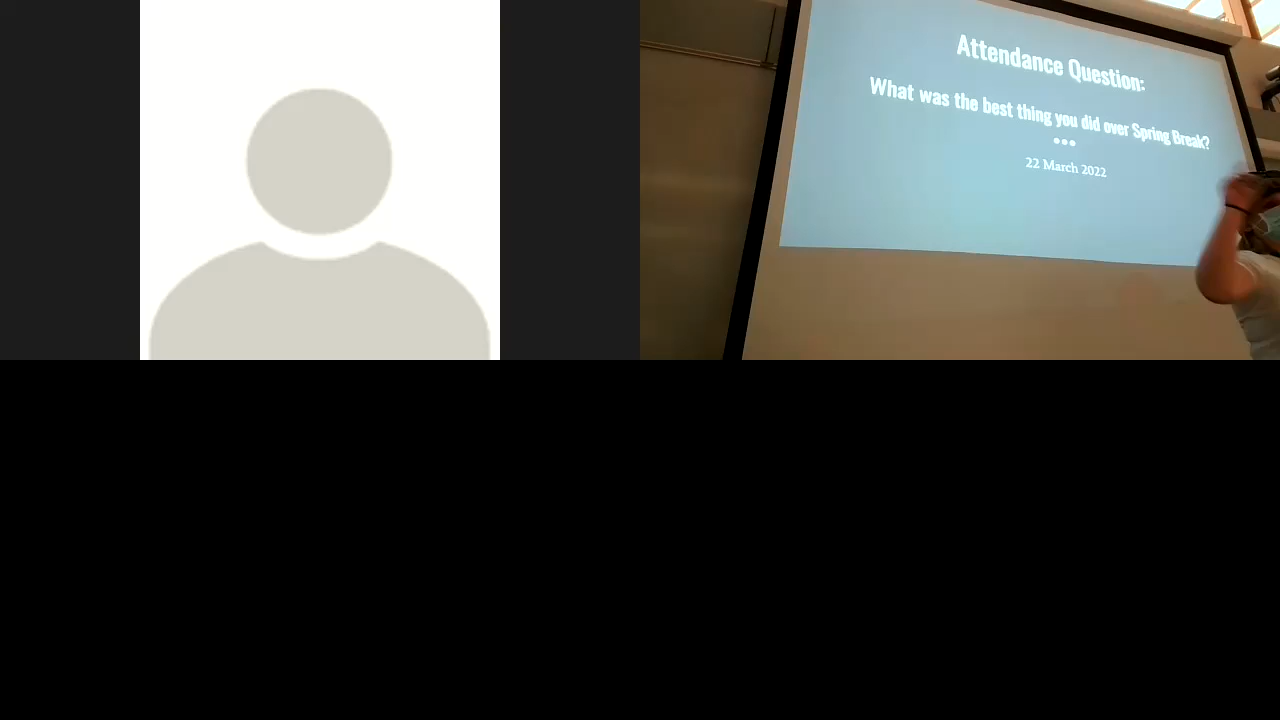 Attendance Question:
What was the best thing you did over Spring Break?
22 March 2022